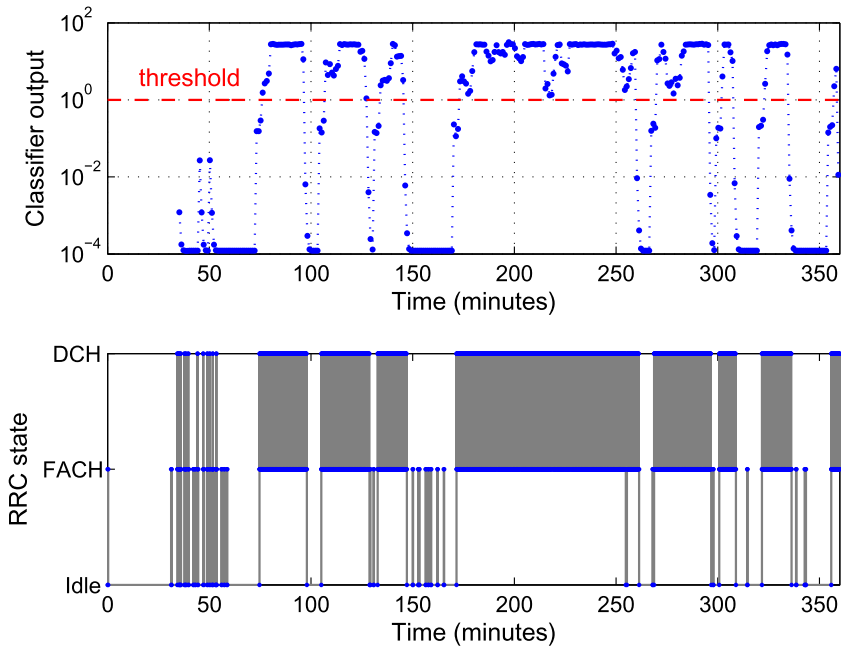 10^2
threshold
10^0
10^-2
10^-4
Classifier output
0 50 100 150 200 250 300 350
Time (minutes)
DCH
FACH
Idle
RRC state
0 50 100 150 200 250 300 350
Time (minutes)